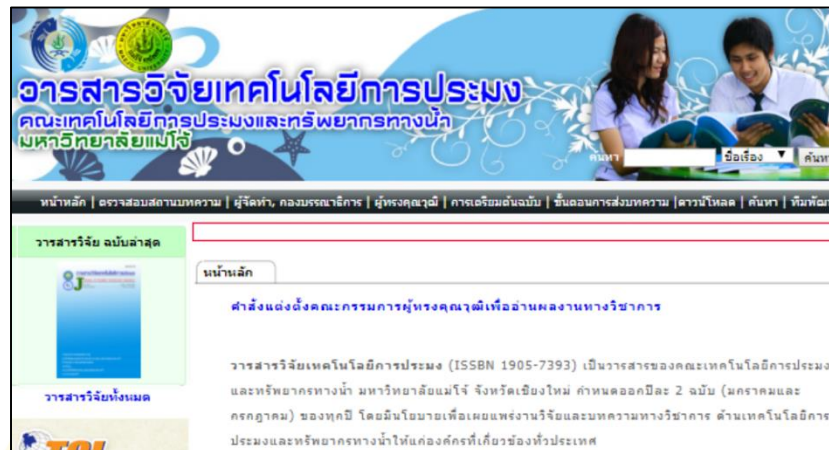 วารสารวิจัยเทคโนโลยีการประมง
คณะเทคโนโลยีการประมงและทรัพยากรทางน้ำ
มหาวิทยาลัยแม่โจ้
ค้นหา ชื่อเรื่อง ค้นหา
หน้าหลัก | ตรวจสอบสถานบทความ | ผู้จัดทำ, กองบรรณาธิการ | ผู้ทรงคุณวุฒิ | การเตรียมต้นฉบับ | ขั้นตอนการส่งบทความ |ดาวน์โหลด | ค้นหา |
วารสารวิจัย ฉบับล่าสุด
วารสารวิจัยทั้งหมด
หน้าหลัก
คำสั่งแต่งตั้งคณะกรรมการผู้ทรงคุณวุฒิเพื่ออ่านผลงานทางวิชาการ
วารสารวิจัยเทคโนโลยีการประมง (ISSBN 1905-7393) เป็นวารสารของคณะเทคโนโลยีการประมง
และทรัพยากรทางน้ำ มหาวิทยาลัยแม่โจ้ จังหวัดเชียงใหม่ กำหนดออกปีละ 2 ฉบับ (มกราคมและ
กรกฎาคม) ของทุกปี โดยมีนโยบายเพื่อเผยแพร่งานวิจัยและบทความทางวิชาการ ด้านเทคโนโลยีการ
ประมงและทรัพยากรทางน้ำให้แก่องค์กรที่เกี่ยวข้องทั่วประเทศ